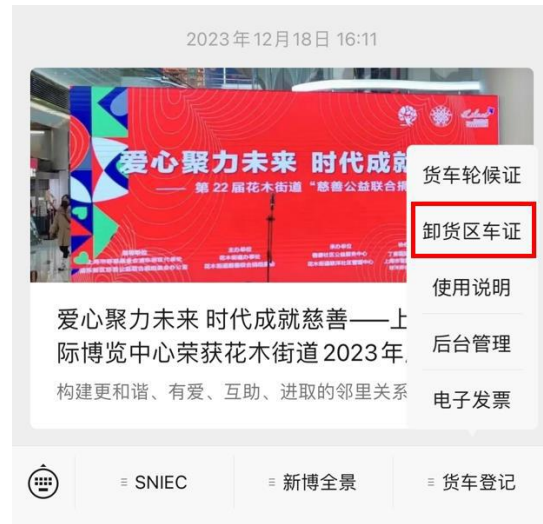 2023年12月18日 16:11
爱心聚力未来 时代成就
—— 第22届花木街道“慈善公益联合捐
货车轮候证
卸货区车证
使用说明
后台管理
电子发票
爱心聚力未来 时代成就慈善——上
际博览中心荣获花木街道2023年
构建更和谐、有爱、互助、进取的邻里关系
SNIEC
新博全景
货车登记